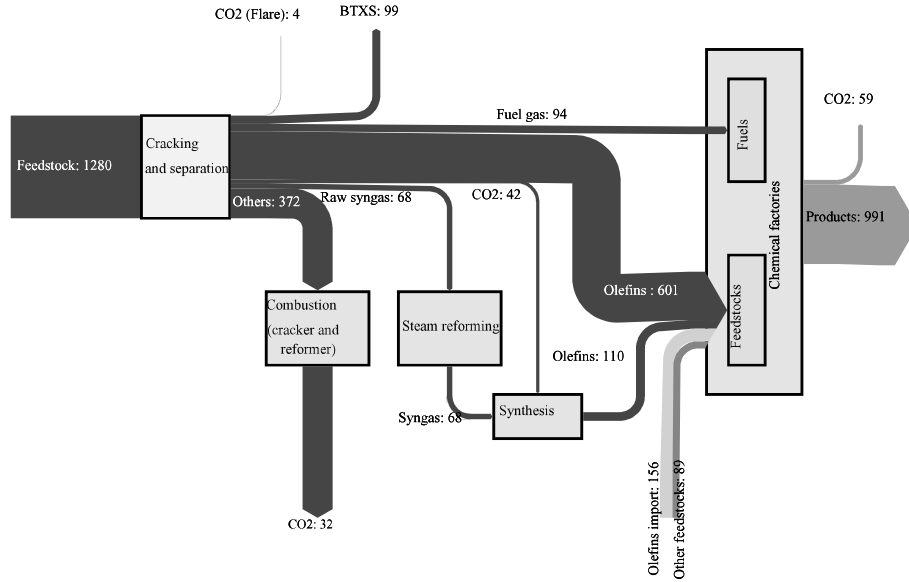 CO2 (Flare): 4
BTXS: 99
CO2: 59
Fuel gas: 94
Fuels
Cracking
and separation
Feedstock: 1280
Others: 372
Raw syngas: 68
CO2: 42
Products: 991
Chemical factories
Olefins : 601
Feedstocks
Combustion
(cracker and
reformer)
Steam reforming
Olefins: 110
Syngas: 68
Synthesis
Olefins import: 156
Other feedstocks: 89
CO2: 32